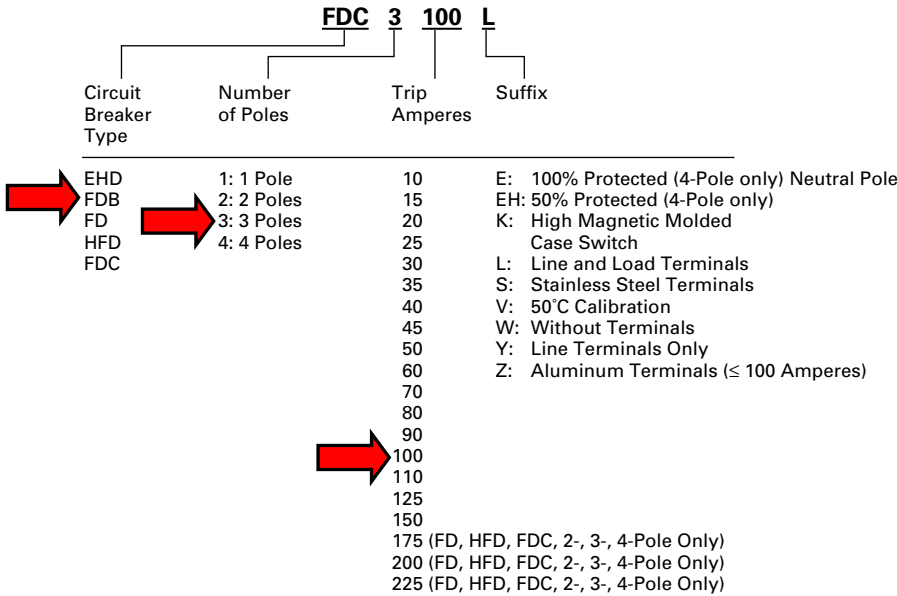 FDC 3 100 L
Circuit Breaker Type
Number of Poles
Trip Amperes
Suffix
EHD
FDB
FD
HFD
FDC
1: 1 Pole
2: 2 Poles
3: 3 Poles
4: 4 Poles
10
15
20
25
30
35
40
45
50
60
70
80
90
100
110
125
150
175 (FD, HFD, FDC, 2-, 3-, 4-Pole Only)
200 (FD, HFD, FDC, 2-, 3-, 4-Pole Only)
225 (FD, HFD, FDC, 2-, 3-, 4-Pole Only)
E: 100% Protected (4-Pole only) Neutral Pole
EH: 50% Protected (4-Pole only)
K: High Magnetic Molded
Case Switch
L: Line and Load Terminals
S: Stainless Steel Terminals
V: 50°C Calibration
W: Without Terminals
Y: Line Terminals Only
Z: Aluminum Terminals (≤ 100 Amperes)